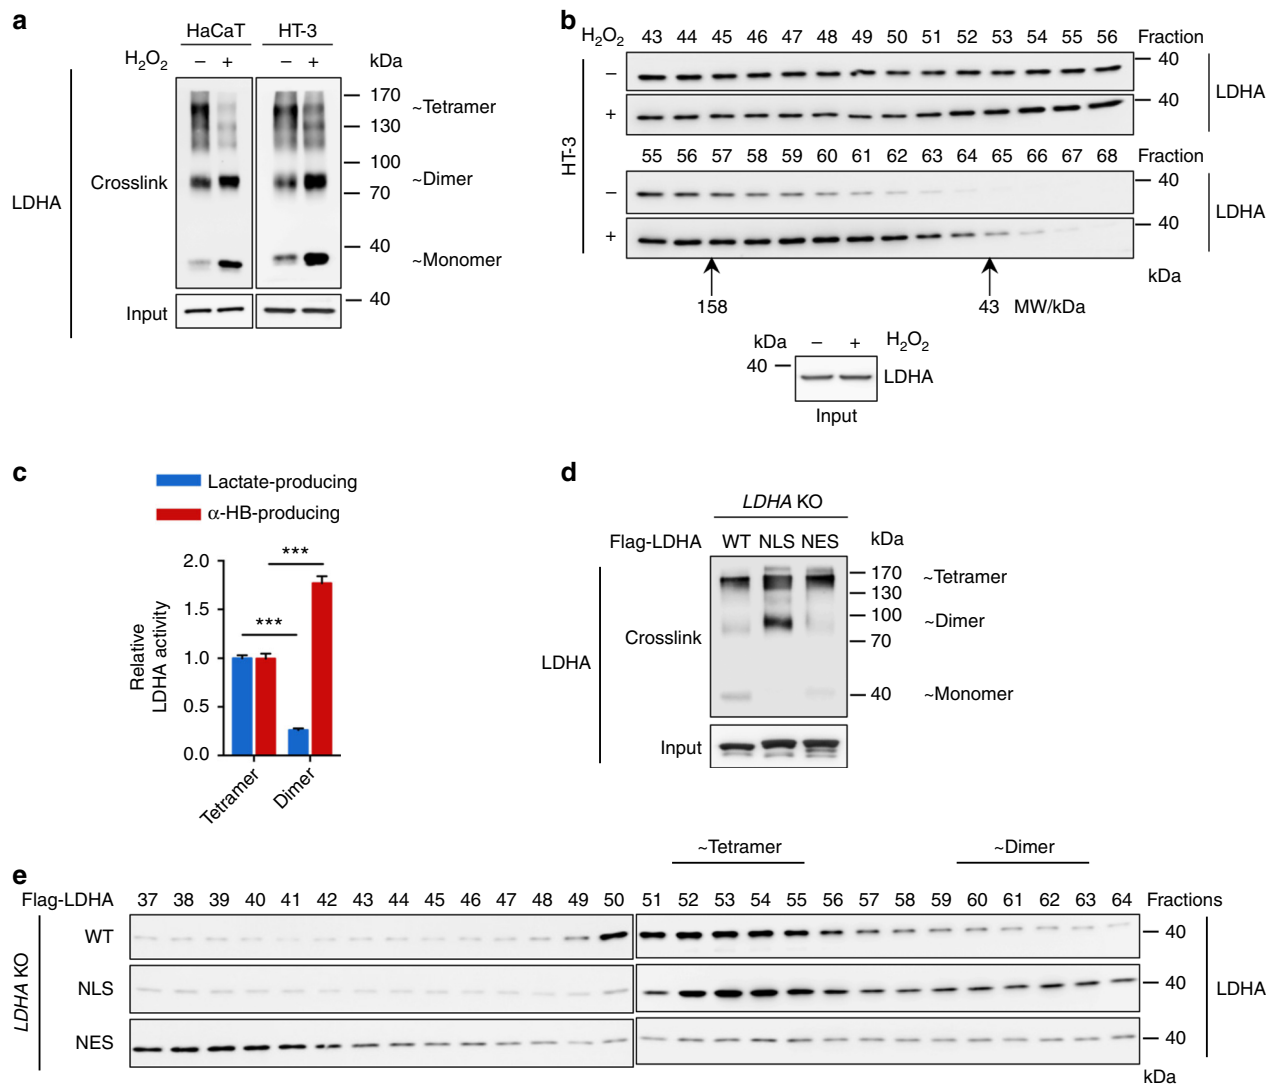 a
HaCaT HT-3
H2O2 – + – + kDa
170
~Tetramer
130
100
Crosslink ~Dimer
70
LDHA
40
~Monomer
40
Input
b
H2O2 43 44 45 46 47 48 49 50 51 52 53 54 55 56 Fraction
– 40
LDHA
+ 40
HT-3
55 56 57 58 59 60 61 62 63 64 65 66 67 68 Fraction
– 40
LDHA
+ 40
kDa
158 43 MW/kDa
kDa – + H2O2
40 LDHA
Input
c
Lactate-producing
α-HB-producing
2.0
***
1.5
***
1.0
0.5
0.0
Relative
LDHA activity
Tetramer
Dimer
d
LDHA KO
Flag-LDHA WT NLS NES kDa
170 ~Tetramer
130
100 ~Dimer
Crosslink 70
LDHA
40 ~Monomer
Input
~Tetramer ~Dimer
e
Flag-LDHA 37 38 39 40 41 42 43 44 45 46 47 48 49 50 51 52 53 54 55 56 57 58 59 60 61 62 63 64 Fractions
WT 40
LDHA KO
NLS 40 LDHA
NES 40
kDa